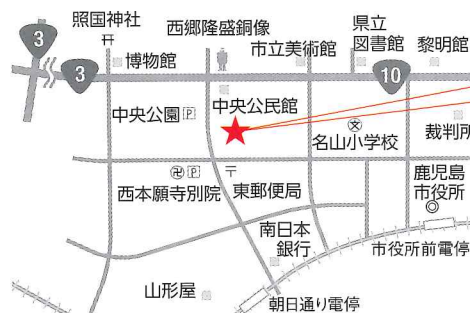 3
照国神社
西郷隆盛銅像
県立
図書館
黎明館
市立美術館
博物館
3
10
中央公民館
中央公園
P
文
名山小学校
裁判所
卍
P
〒
西本願寺別院
東郵便局
鹿児島
市役所
南日本
銀行
市役所前電停
山形屋
朝日通り電停